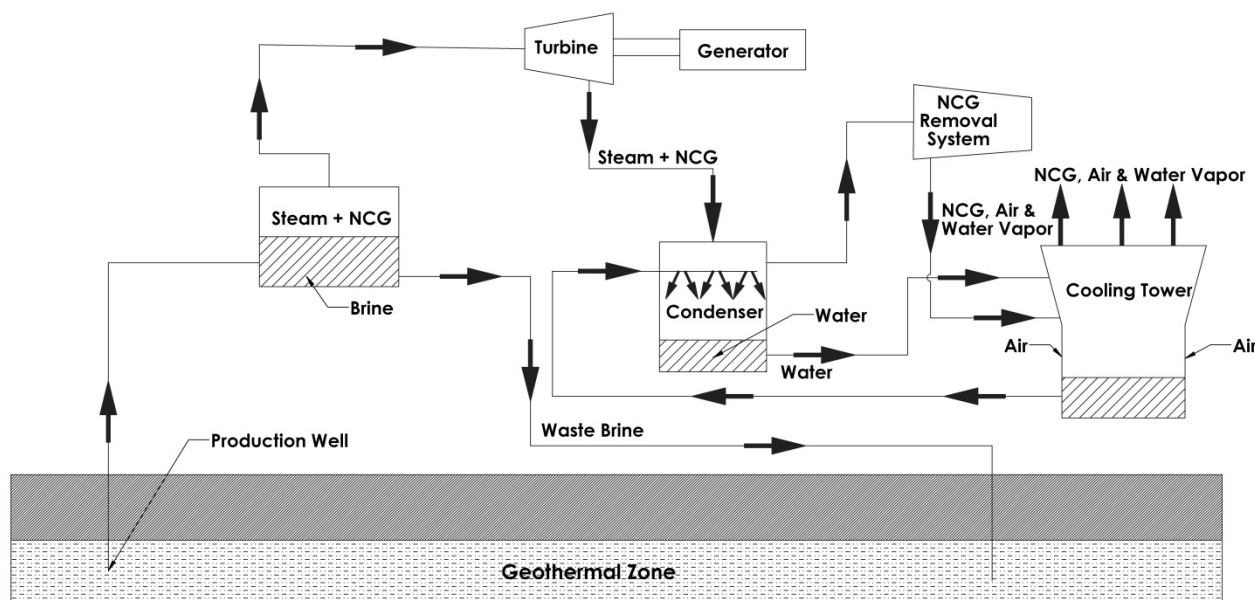 Turbine
Generator
NCG
Removal
System
Steam + NCG
NCG, Air & Water Vapor
Steam + NCG
NCG, Air &
Water Vapor
Cooling Tower
Brine
Condenser
Water
Air
Air
Water
Waste Brine
Production Well
Geothermal Zone